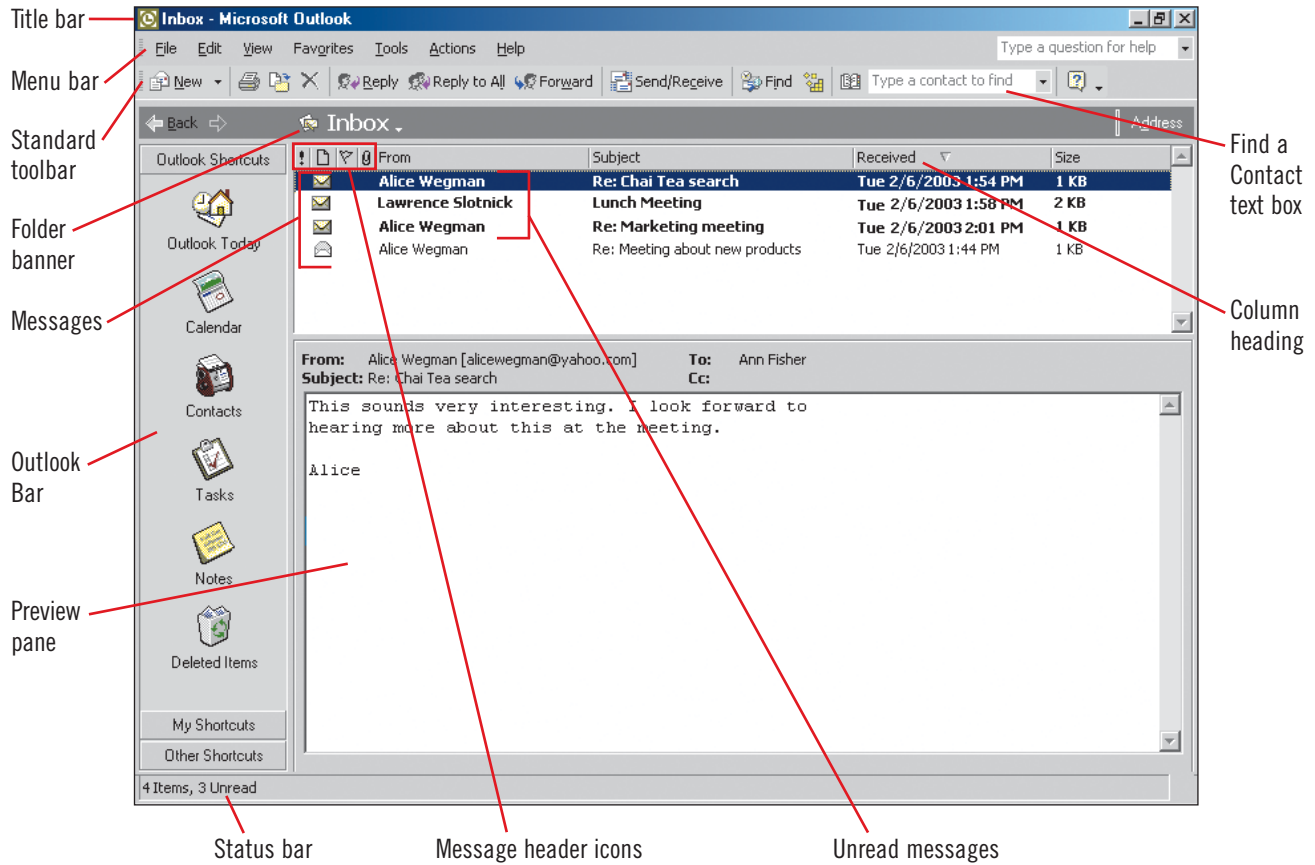 Title bar
Menu bar
Standard
toolbar
Folder
banner
Messages
Outlook
Bar
Preview
pane
Inbox - Microsoft Outlook
File Edit View Favorites Tools Actions Help
Type a question for help
New Reply Reply to All Forward Send/Receive Find Type a contact to find
Back Inbox Address
Outlook Shortcuts
Outlook Today
Calendar
Contacts
Tasks
Notes
Deleted Items
My Shortcuts
Other Shortcuts
From Subject Received Size
Alice Wegman Re: Chai Tea search Tue 2/6/2003 1:54 PM 1 KB
Lawrence Slotnick Lunch Meeting Tue 2/6/2003 1:58 PM 2 KB
Alice Wegman Re: Marketing meeting Tue 2/6/2003 2:01 PM 1 KB
Alice Wegman Re: Meeting about new products Tue 2/6/2003 1:44 PM 1 KB
From: Alice Wegman [alicewegman@yahoo.com] To: Ann Fisher
Subject: Re: Chai Tea search Cc:
This sounds very interesting. I look forward to
hearing more about this at the meeting.
Alice
4 Items, 3 Unread
Find a
Contact
text box
Column
heading
Status bar
Message header icons
Unread messages